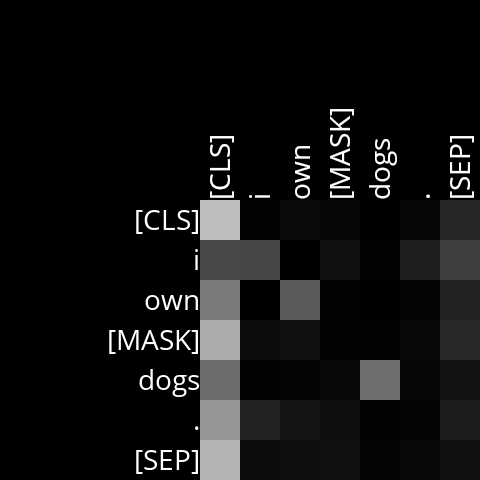 [CLS] i own [MASK] dogs . [SEP]
[CLS]
i
own
[MASK]
dogs
.
[SEP]